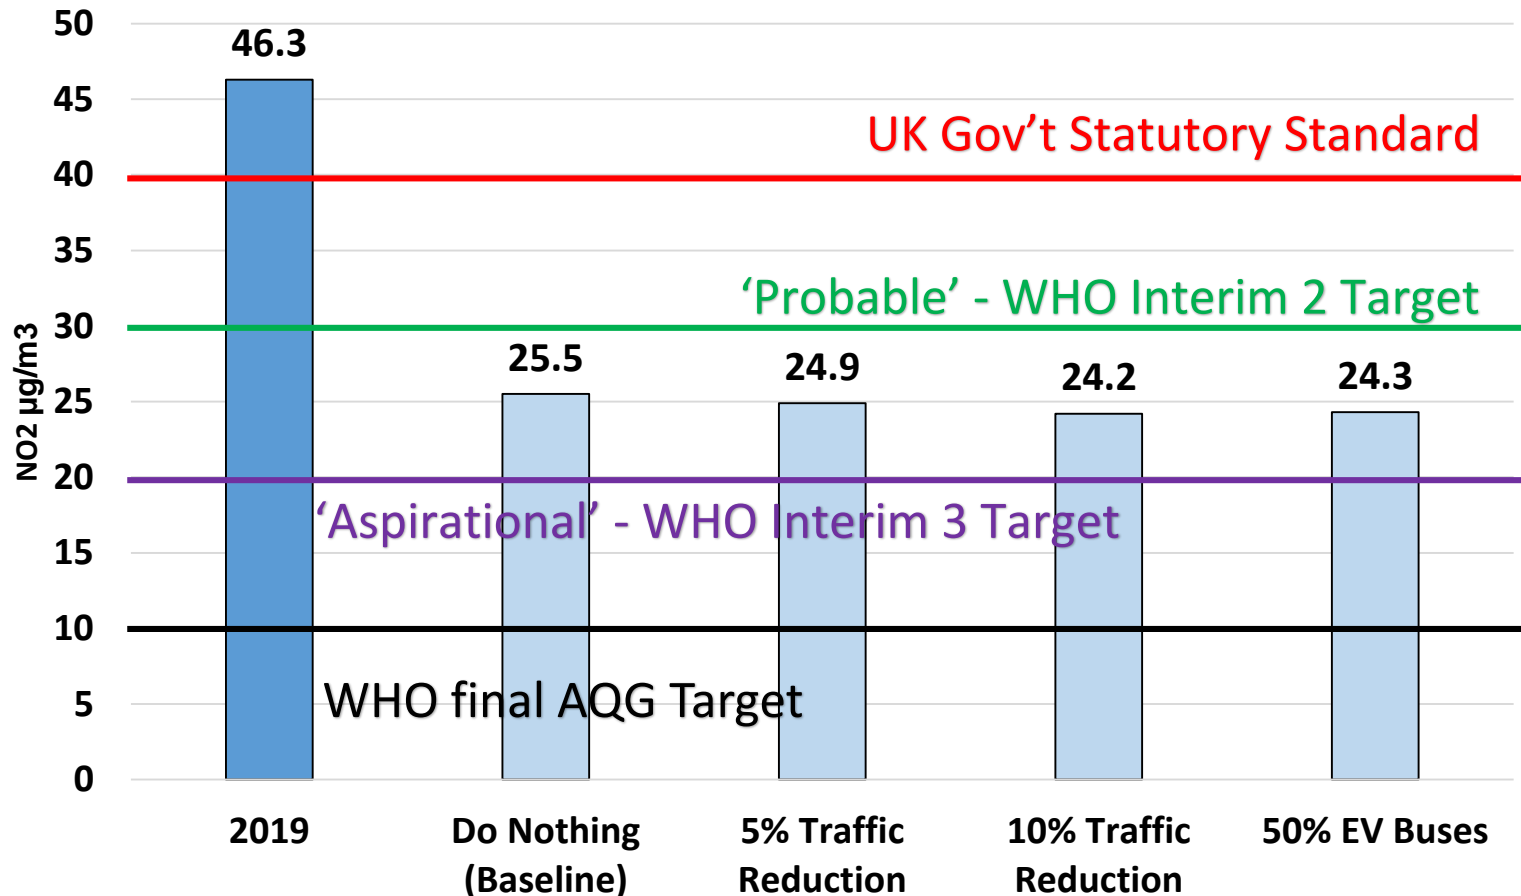 50
46.3
45
UK Gov't Statutory Standard
40
35
‘Probable’ - WHO Interim 2 Target
30
25.5
24.9
24.2
24.3
25
NO2 µg/m3
20
‘Aspirational’ - WHO Interim 3 Target
15
10
WHO final AQG Target
5
0
2019
Do Nothing
(Baseline)
5% Traffic
Reduction
10% Traffic
Reduction
50% EV Buses